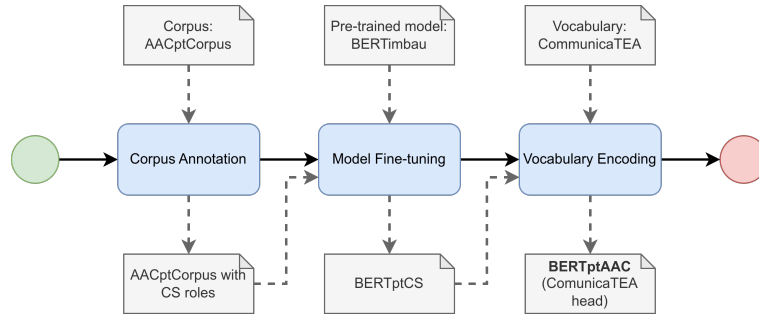 Corpus:
AACptCorpus
Pre-trained model:
BERTimbau
Vocabulary:
CommunicaTEA
Corpus Annotation
Model Fine-tuning
Vocabulary Encoding
AACptCorpus with
CS roles
BERTptCS
BERTptAAC
(ComunicaTEA
head)